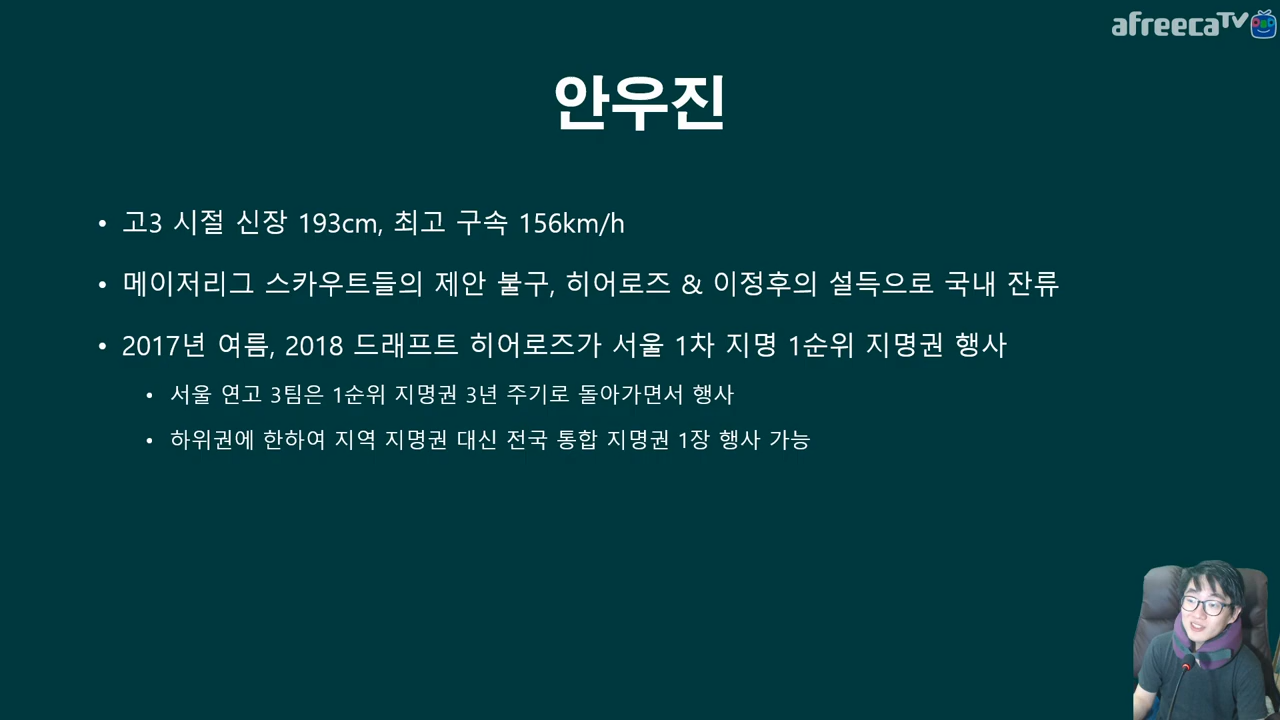 afreecaTV
안우진
• 고3 시절 신장 193cm, 최고 구속 156km/h
• 메이저리그 스카우트들의 제안 불구, 히어로즈 & 이정후의 설득으로 국내 잔류
• 2017년 여름, 2018 드래프트 히어로즈가 서울 1차 지명 1순위 지명권 행사
• 서울 연고 3팀은 1순위 지명권 3년 주기로 돌아가면서 행사
• 하위권에 한하여 지역 지명권 대신 전국 통합 지명권 1장 행사 가능